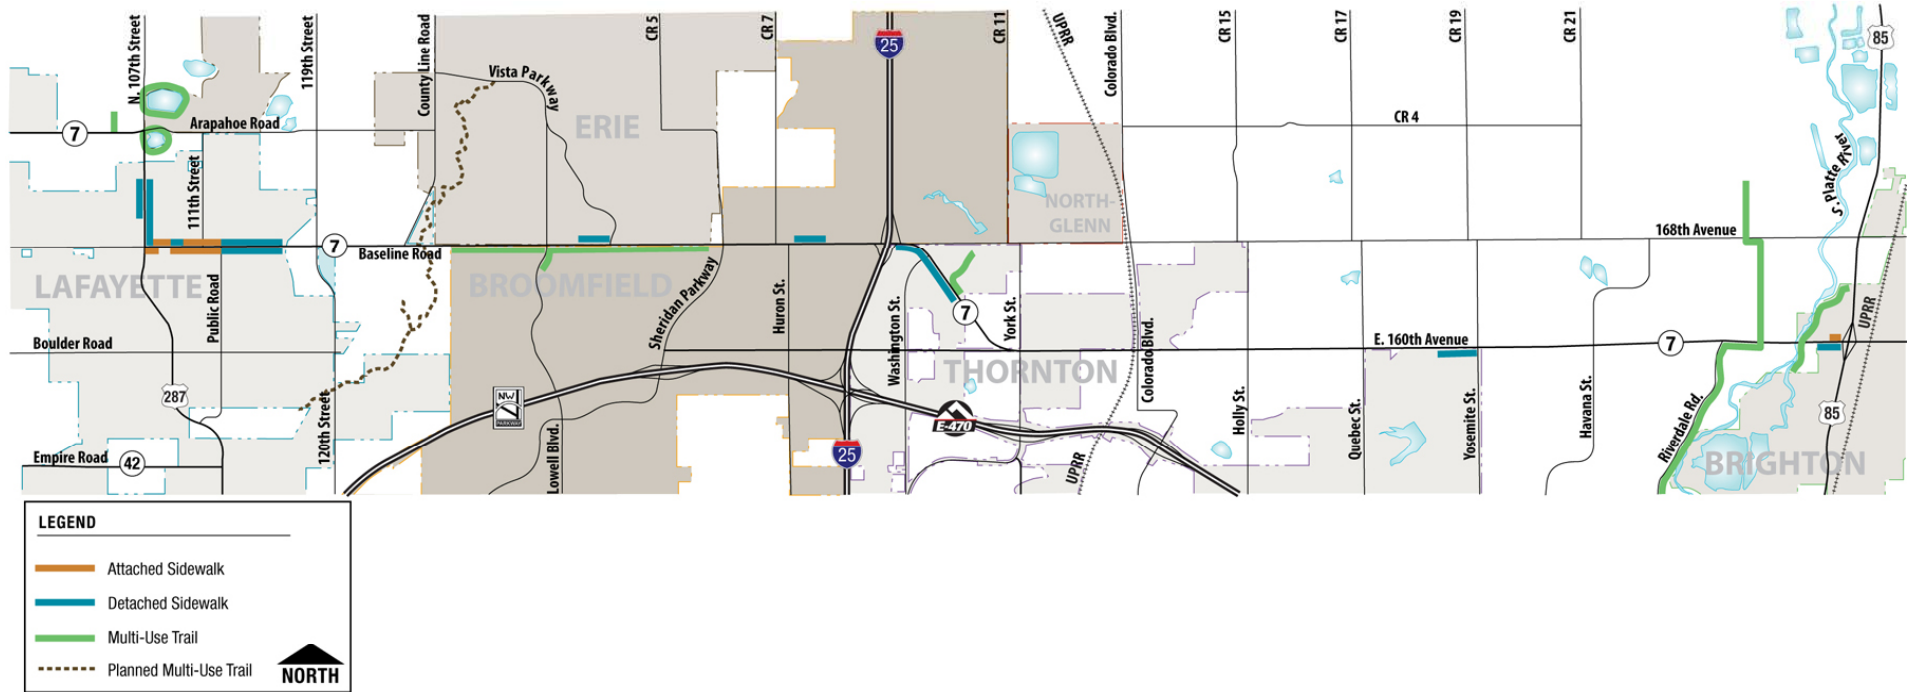 N. 107th Street
119th Street
County Line Road
CR 5
CR 7
25
CR 11
UPRR
Colorado Blvd.
CR 15
CR 17
CR 19
CR 21
85
Vista Parkway
7
Arapahoe Road
ERIE
CR 4
111th Street
S. Platte River
NORTH-
GLENN
168th Avenue
7
Baseline Road
LAFAYETTE
BROOMFIELD
Public Road
Sheridan Parkway
Huron St.
Washington St.
7
York St.
Colorado Blvd.
UPRR
Boulder Road
E. 160th Avenue
7
THORNTON
287
NW
PARKWAY
E-470
Holly St.
Quebec St.
Yosemite St.
Havana St.
Riverdale Rd.
85
120th Street
Lowell Blvd.
25
UPRR
Empire Road
42
BRIGHTON
LEGEND
Attached Sidewalk
Detached Sidewalk
Multi-Use Trail
Planned Multi-Use Trail
NORTH